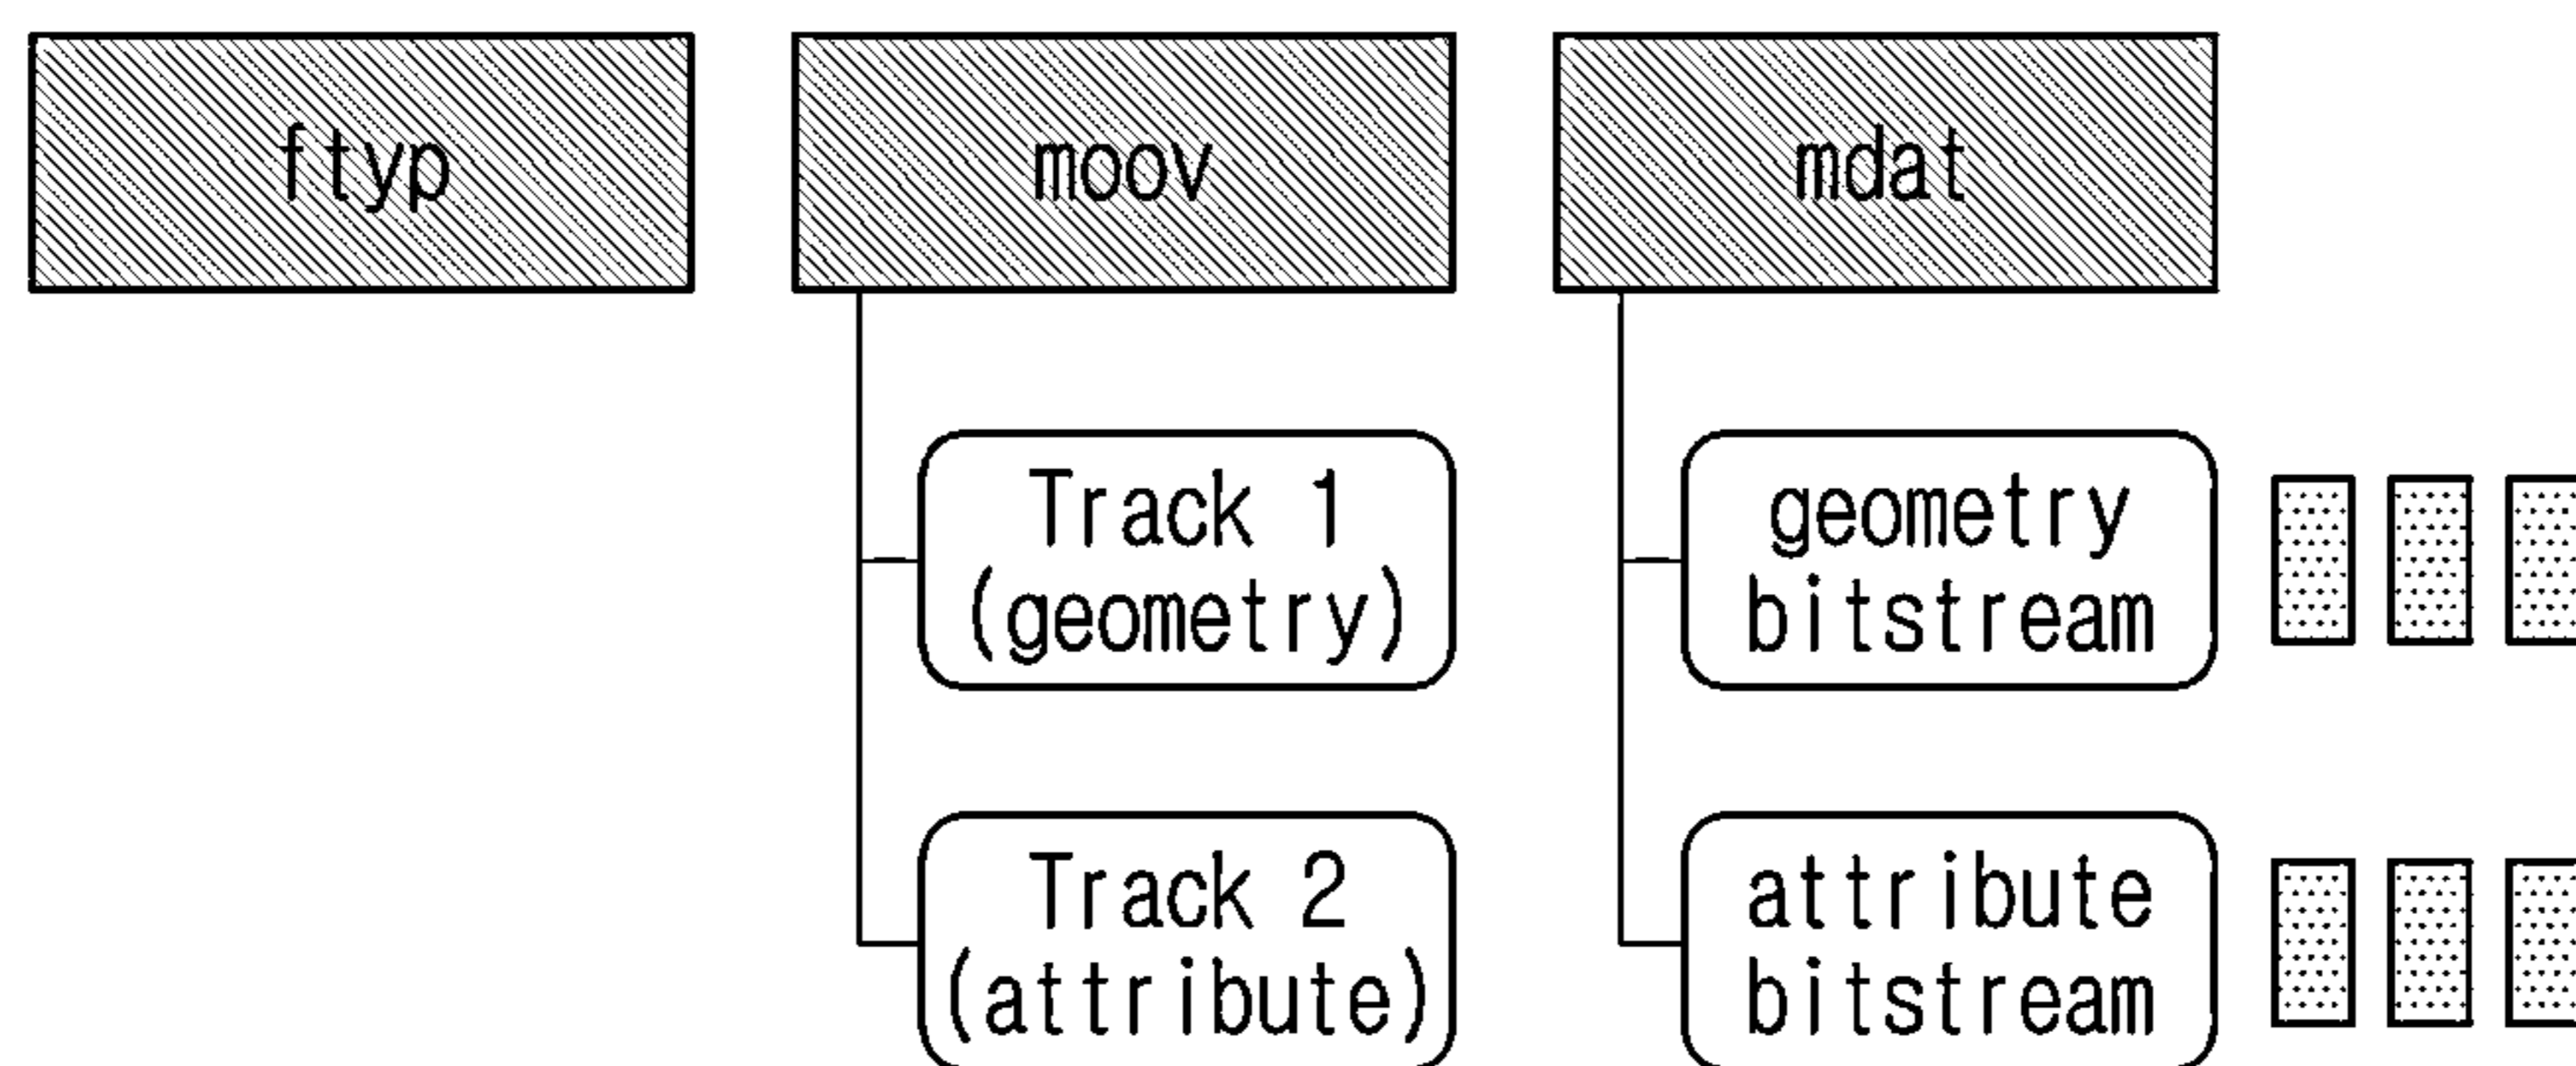 ftyp
moov
mdat
Track 1
(geometry)
geometry
bitstream
Track 2
(attribute)
attribute
bitstream